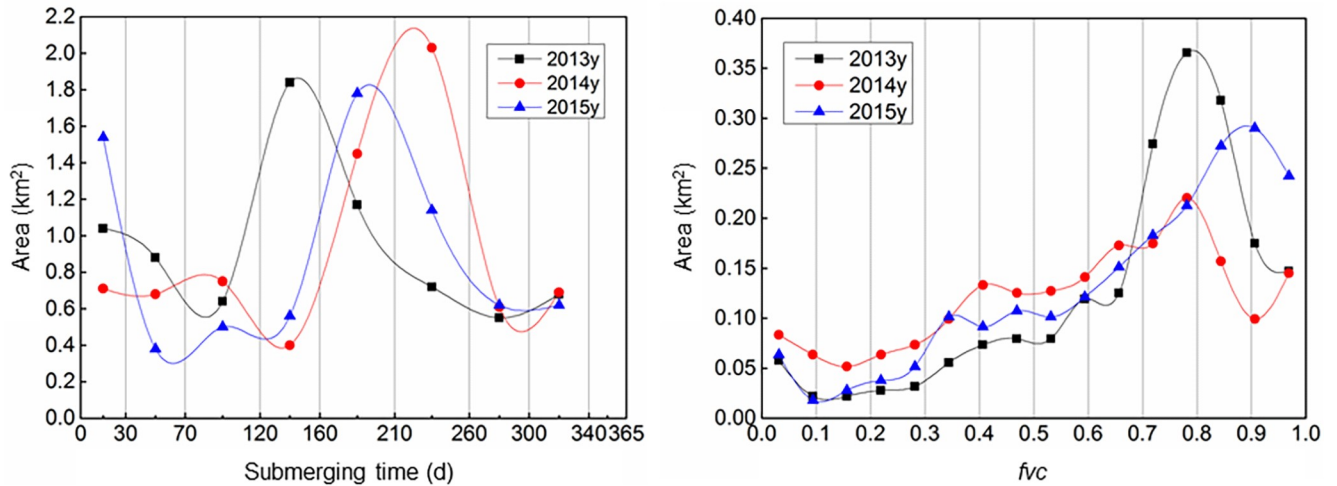 2.2
2.0
1.8
1.6
1.4
1.2
1.0
0.8
0.6
0.4
0.2
0.0
Area (km²)
2013y
2014y
2015y
0 30 70 120 160 210 260 300 340 365
Submerging time (d)
0.40
0.35
0.30
0.25
0.20
0.15
0.10
0.05
0.00
Area (km²)
2013y
2014y
2015y
0.0 0.1 0.2 0.3 0.4 0.5 0.6 0.7 0.8 0.9 1.0
fvc